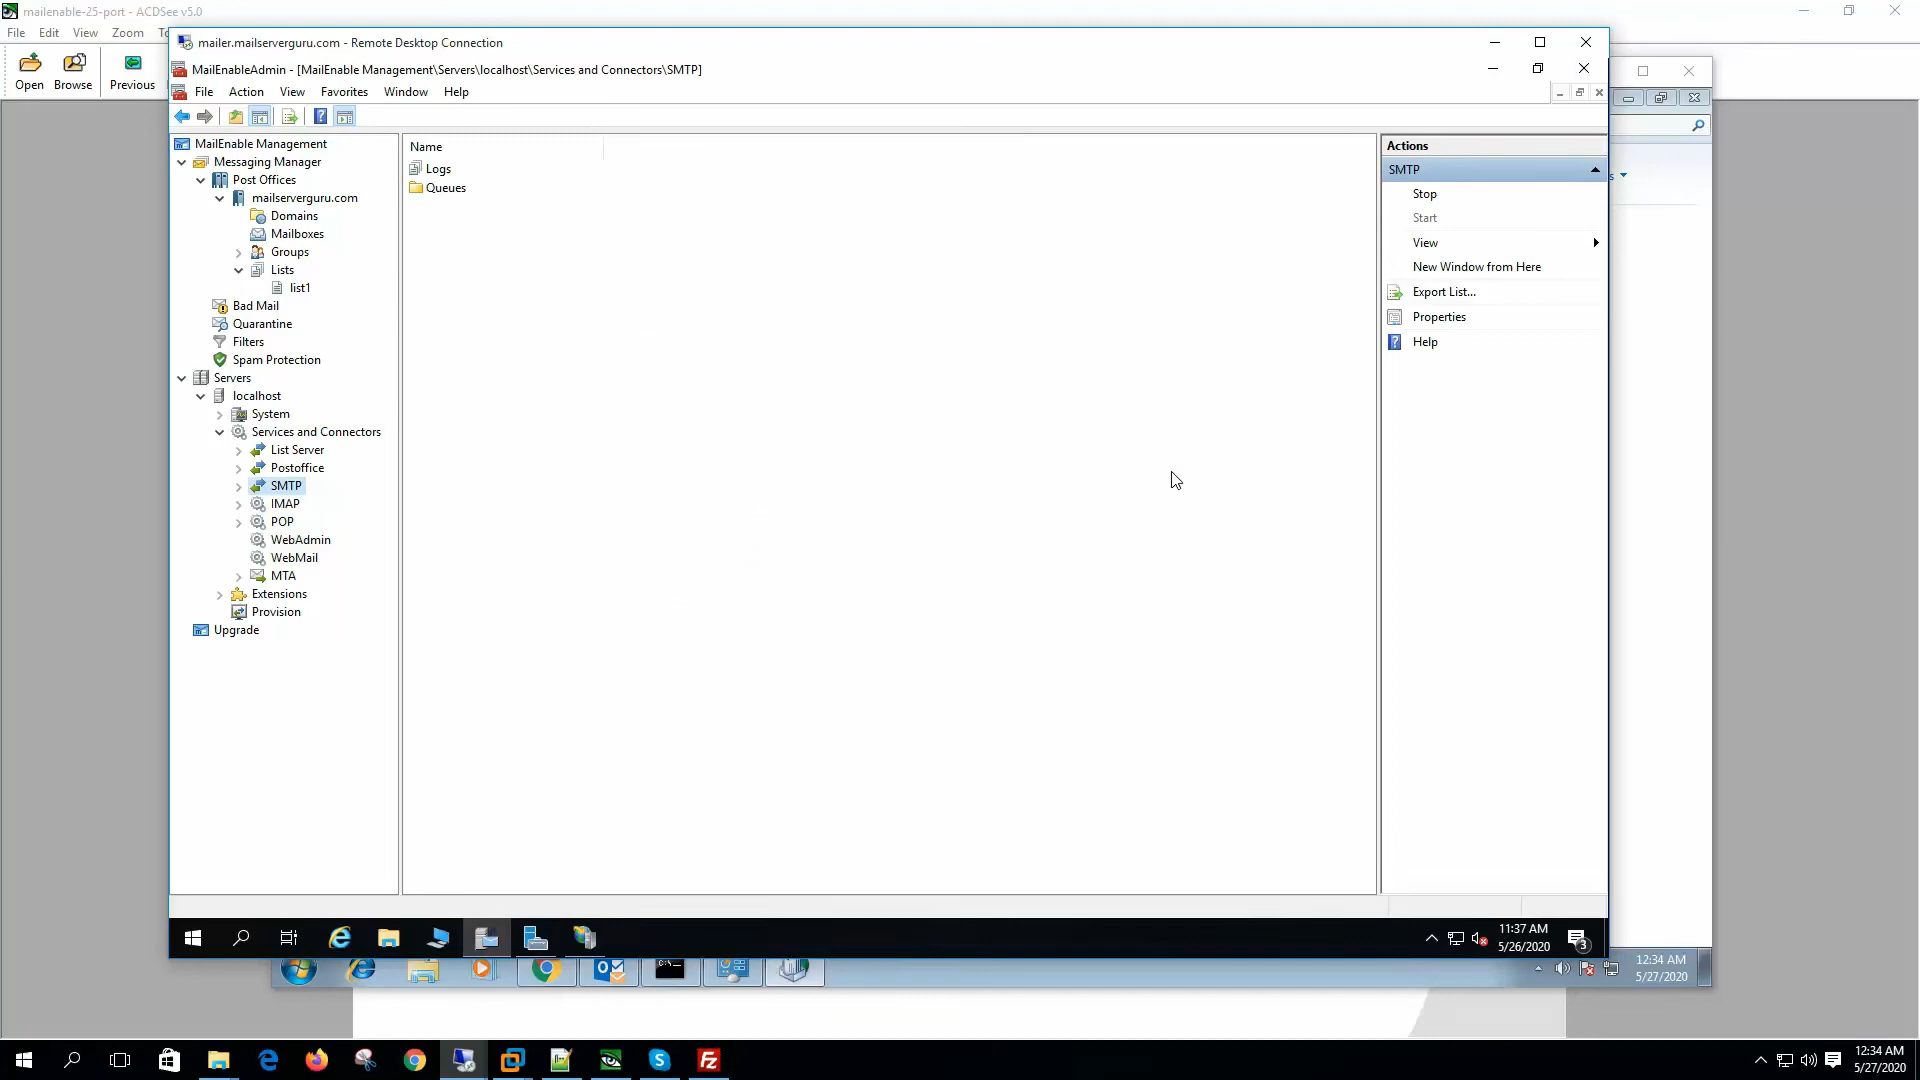 mailenable-25-port - ACDSee v5.0
File Edit View Zoom
Open Browse Previous
mailer.mailserverguru.com - Remote Desktop Connection
MailEnableAdmin - [MailEnable Management\Servers\localhost\Services and Connectors\SMTP]
File Action View Favorites Window Help
MailEnable Management
Messaging Manager
Post Offices
mailserverguru.com
Domains
Mailboxes
Groups
Lists
list1
Bad Mail
Quarantine
Filters
Spam Protection
Servers
localhost
System
Services and Connectors
List Server
Postoffice
SMTP
IMAP
POP
WebAdmin
WebMail
MTA
Extensions
Provision
Upgrade
Name
Logs
Queues
Actions
SMTP
Stop
Start
View
New Window from Here
Export List...
Properties
Help
11:37 AM
5/26/2020
3
12:34 AM
5/27/2020
12:34 AM
5/27/2020